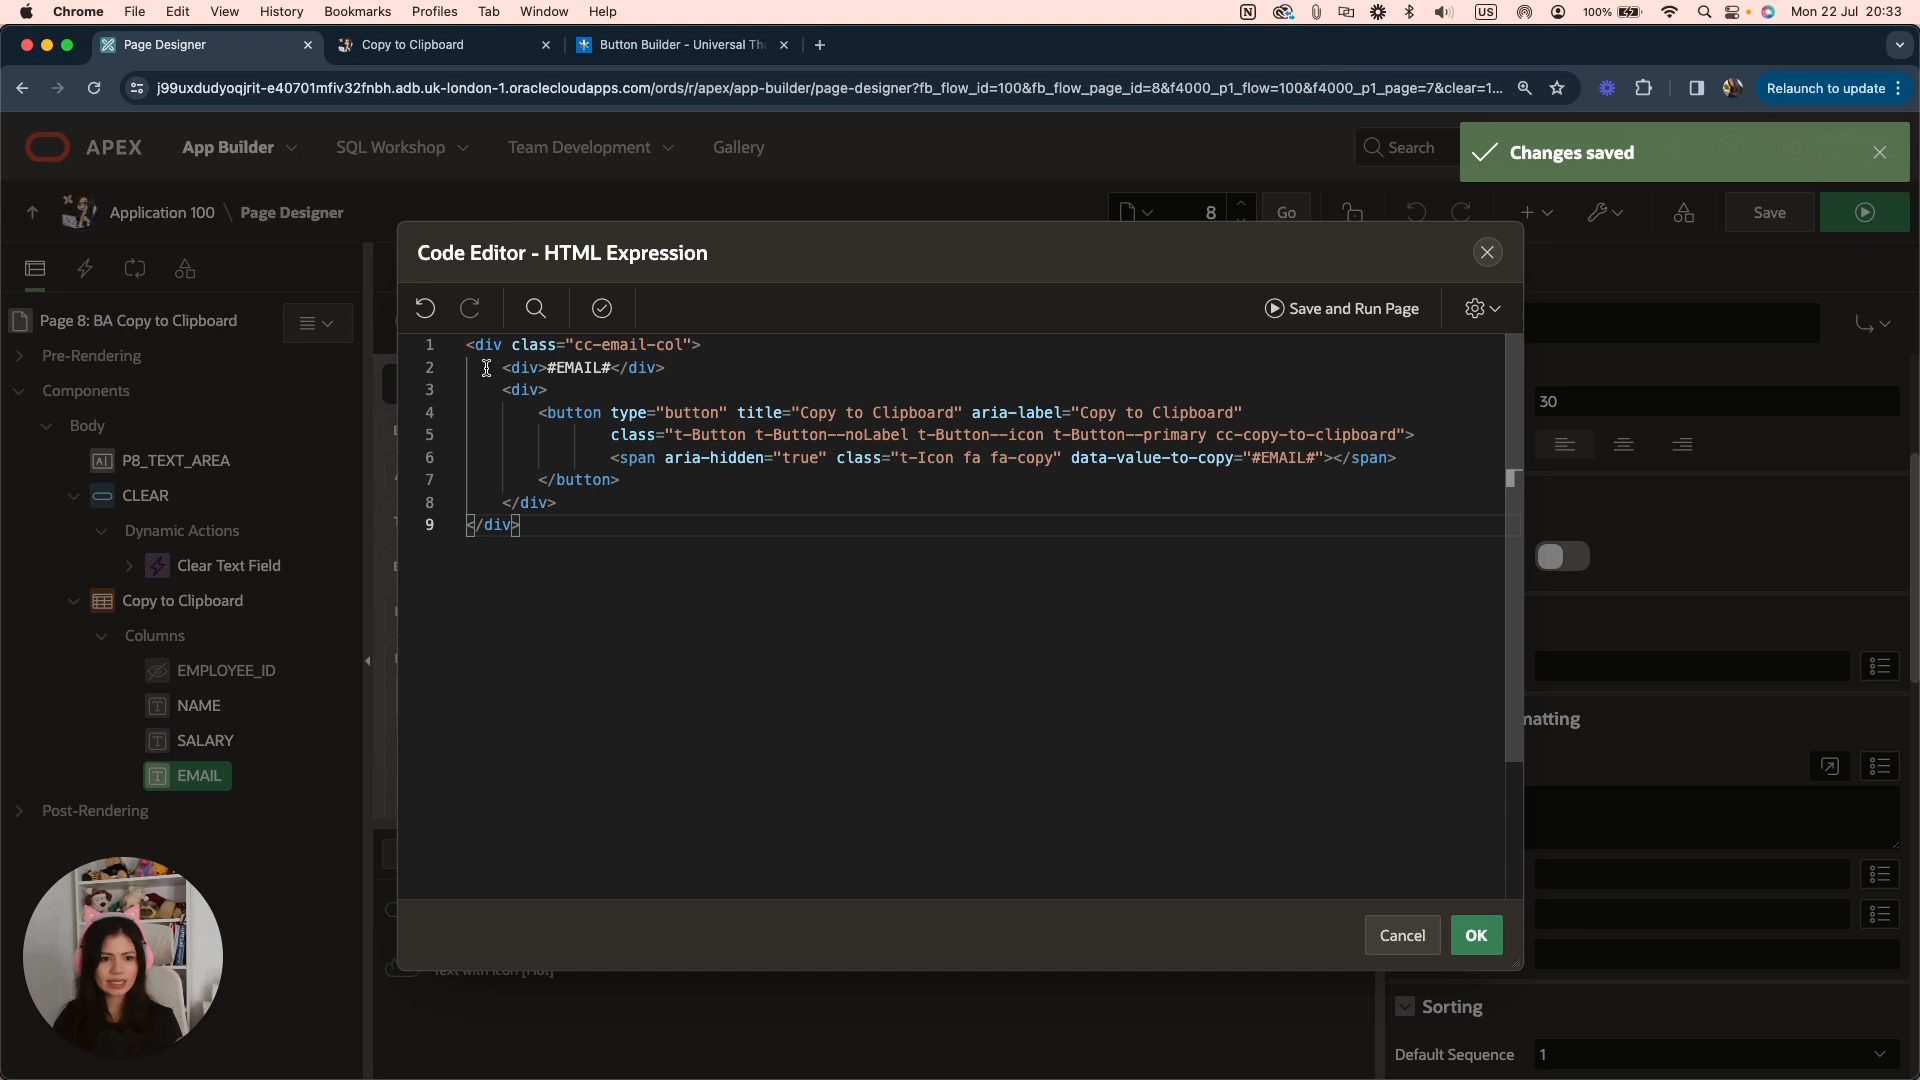 Chrome File Edit View History Bookmarks Profiles Tab Window Help US 100% Mon 22 Jul 20:33
Page Designer Copy to Clipboard Button Builder - Universal Th
j99uxdudyoqjrit-e40701mfiv32fnbh.adb.uk-london-1.oraclecloudapps.com/ords/r/apex/app-builder/page-designer?fb_flow_id=100&fb_flow_page_id=8&f4000_p1_flow=100&f4000_p1_page=7&clear=1... Relaunch to update
APEX App Builder SQL Workshop Team Development Gallery Search
Changes saved
Application 100 \ Page Designer 8 Go Save
Code Editor - HTML Expression
Save and Run Page
Page 8: BA Copy to Clipboard
Pre-Rendering
Components
Body
P8_TEXT_AREA
CLEAR
Dynamic Actions
Clear Text Field
Copy to Clipboard
Columns
EMPLOYEE_ID
NAME
SALARY
EMAIL
Post-Rendering
1 <div class="cc-email-col">
2 <div>#EMAIL#</div>
3 <div>
4 <button type="button" title="Copy to Clipboard" aria-label="Copy to Clipboard"
5 class="t-Button t-Button--noLabel t-Button--icon t-Button--primary cc-copy-to-clipboard">
6 <span aria-hidden="true" class="t-Icon fa fa-copy" data-value-to-copy="#EMAIL#"></span>
7 </button>
8 </div>
9 </div>
30
matting
Cancel OK
Text with Icon [Hot]
Sorting
Default Sequence 1